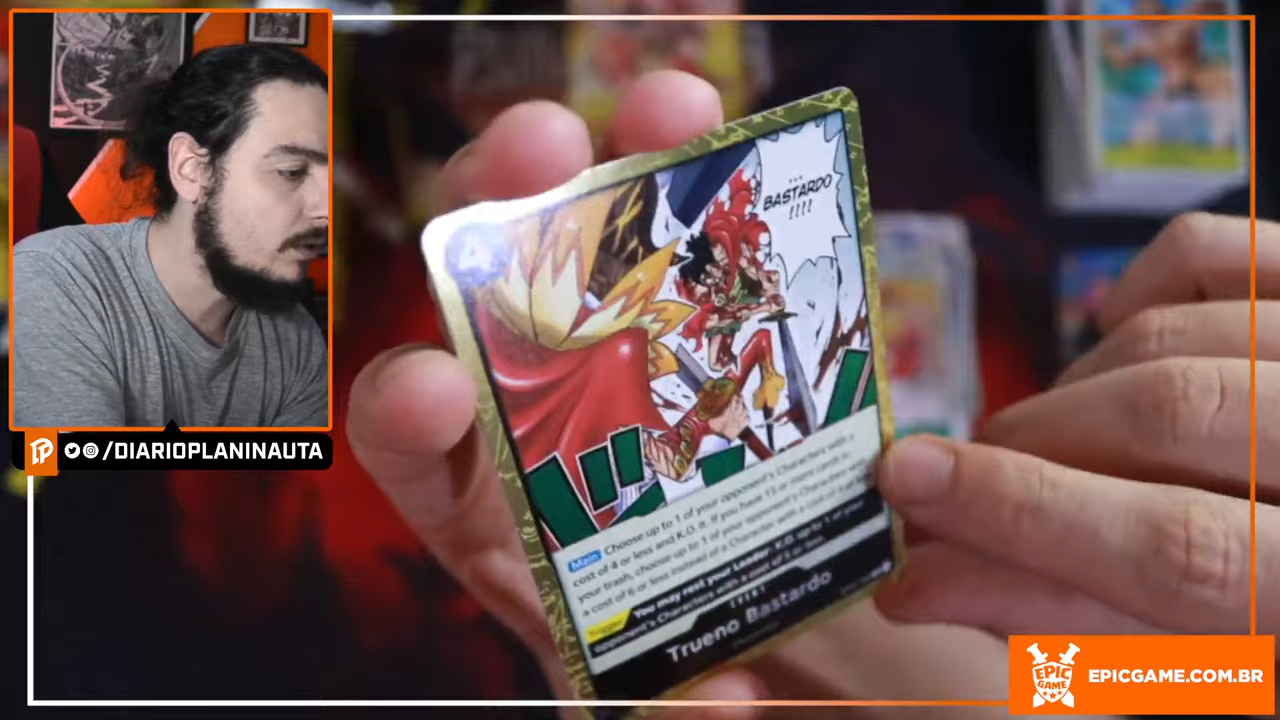 4
...
BASTARDO
!!!!
Main Choose up to 1 of your opponent's Characters with a
cost of 4 or less and K.O. it. If you have 15 or more cards in
your trash, choose up to 1 of your opponent's Characters with
a cost of 6 or less instead of a Character with a cost of 4 or less.
Trigger You may rest your Leader: K.O. up to 1 of your
opponent's Characters with a cost of 5 or less.
EVENT
Trueno Bastardo
/DIARIOPLANINAUTA
EPIC
GAME
EPICGAME.COM.BR